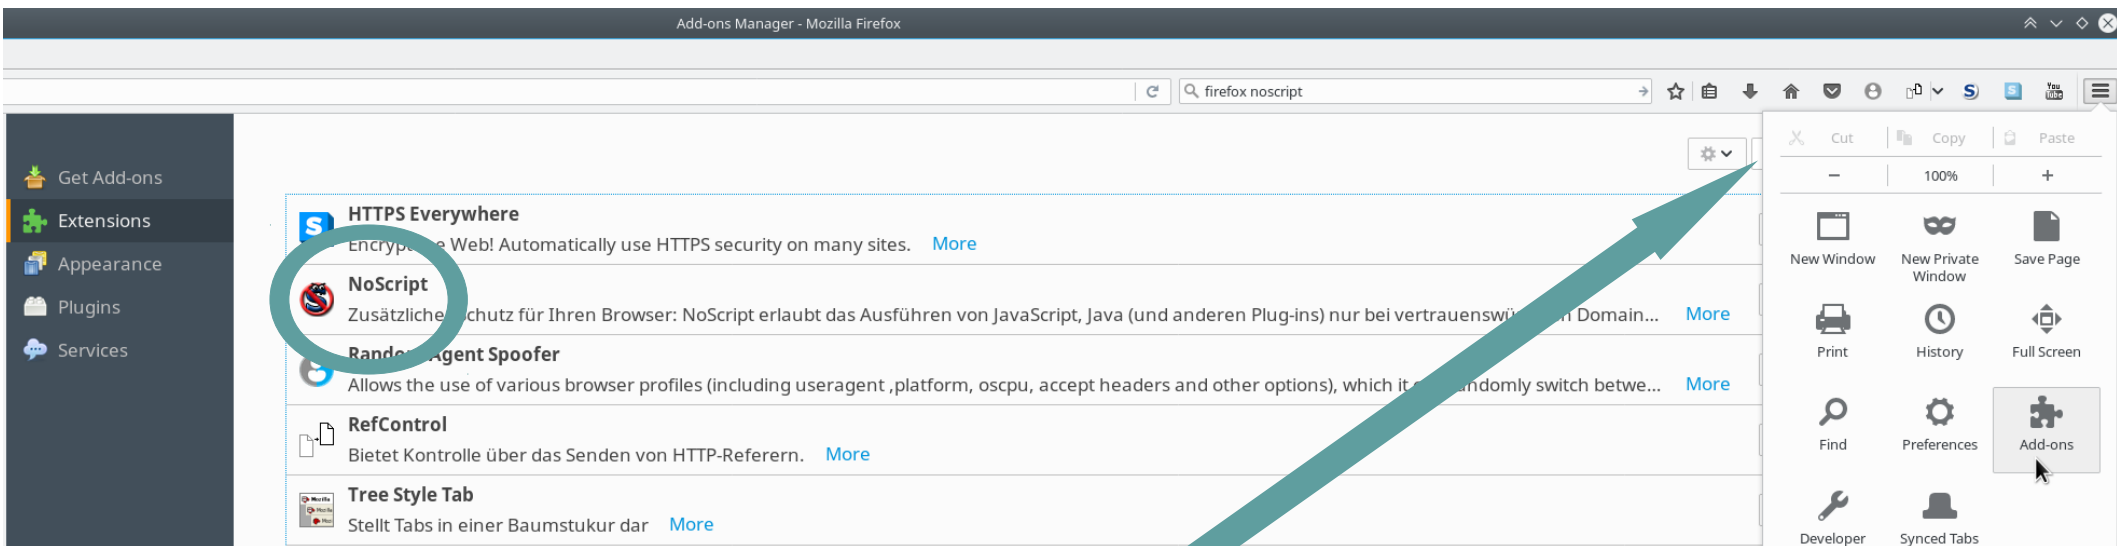 Add-ons Manager - Mozilla Firefox
firefox noscript
You
Tube
Cut Copy Paste
100%
Get Add-ons
Extensions
Appearance
Plugins
Services
HTTPS Everywhere
Encrypt e Web! Automatically use HTTPS security on many sites. More
NoScript
Zusätzliche chutz für Ihren Browser: NoScript erlaubt das Ausführen von JavaScript, Java (und anderen Plug-ins) nur bei Domain... More
Agent Spoofer
Allows the use of various browser profiles (including useragent ,platform, oscpu, accept headers and other options), which it betwe... More
RefControl
Bietet Kontrolle über das Senden von HTTP-Referern. More
Tree Style Tab
Stellt Tabs in einer Baumstukur dar More
New Window
New Private
Window
Save Page
Print
History
Full Screen
Find
Preferences
Add-ons
Developer
Synced Tabs